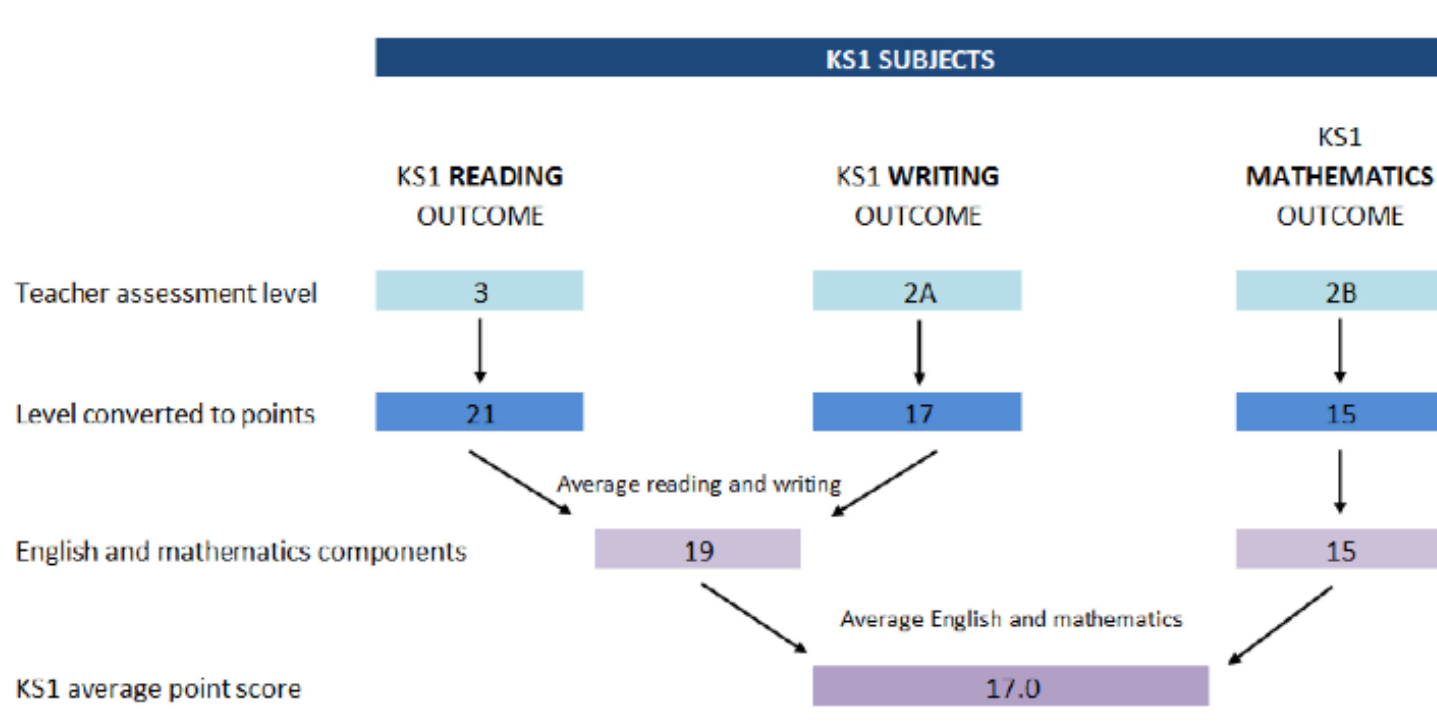 KS1 SUBJECTS
KS1 READING
OUTCOME
KS1 WRITING
OUTCOME
KS1
MATHEMATICS
OUTCOME
Teacher assessment level
3
2A
2B
Level converted to points
21
17
15
Average reading and writing
English and mathematics components
19
15
Average English and mathematics
KS1 average point score
17.0